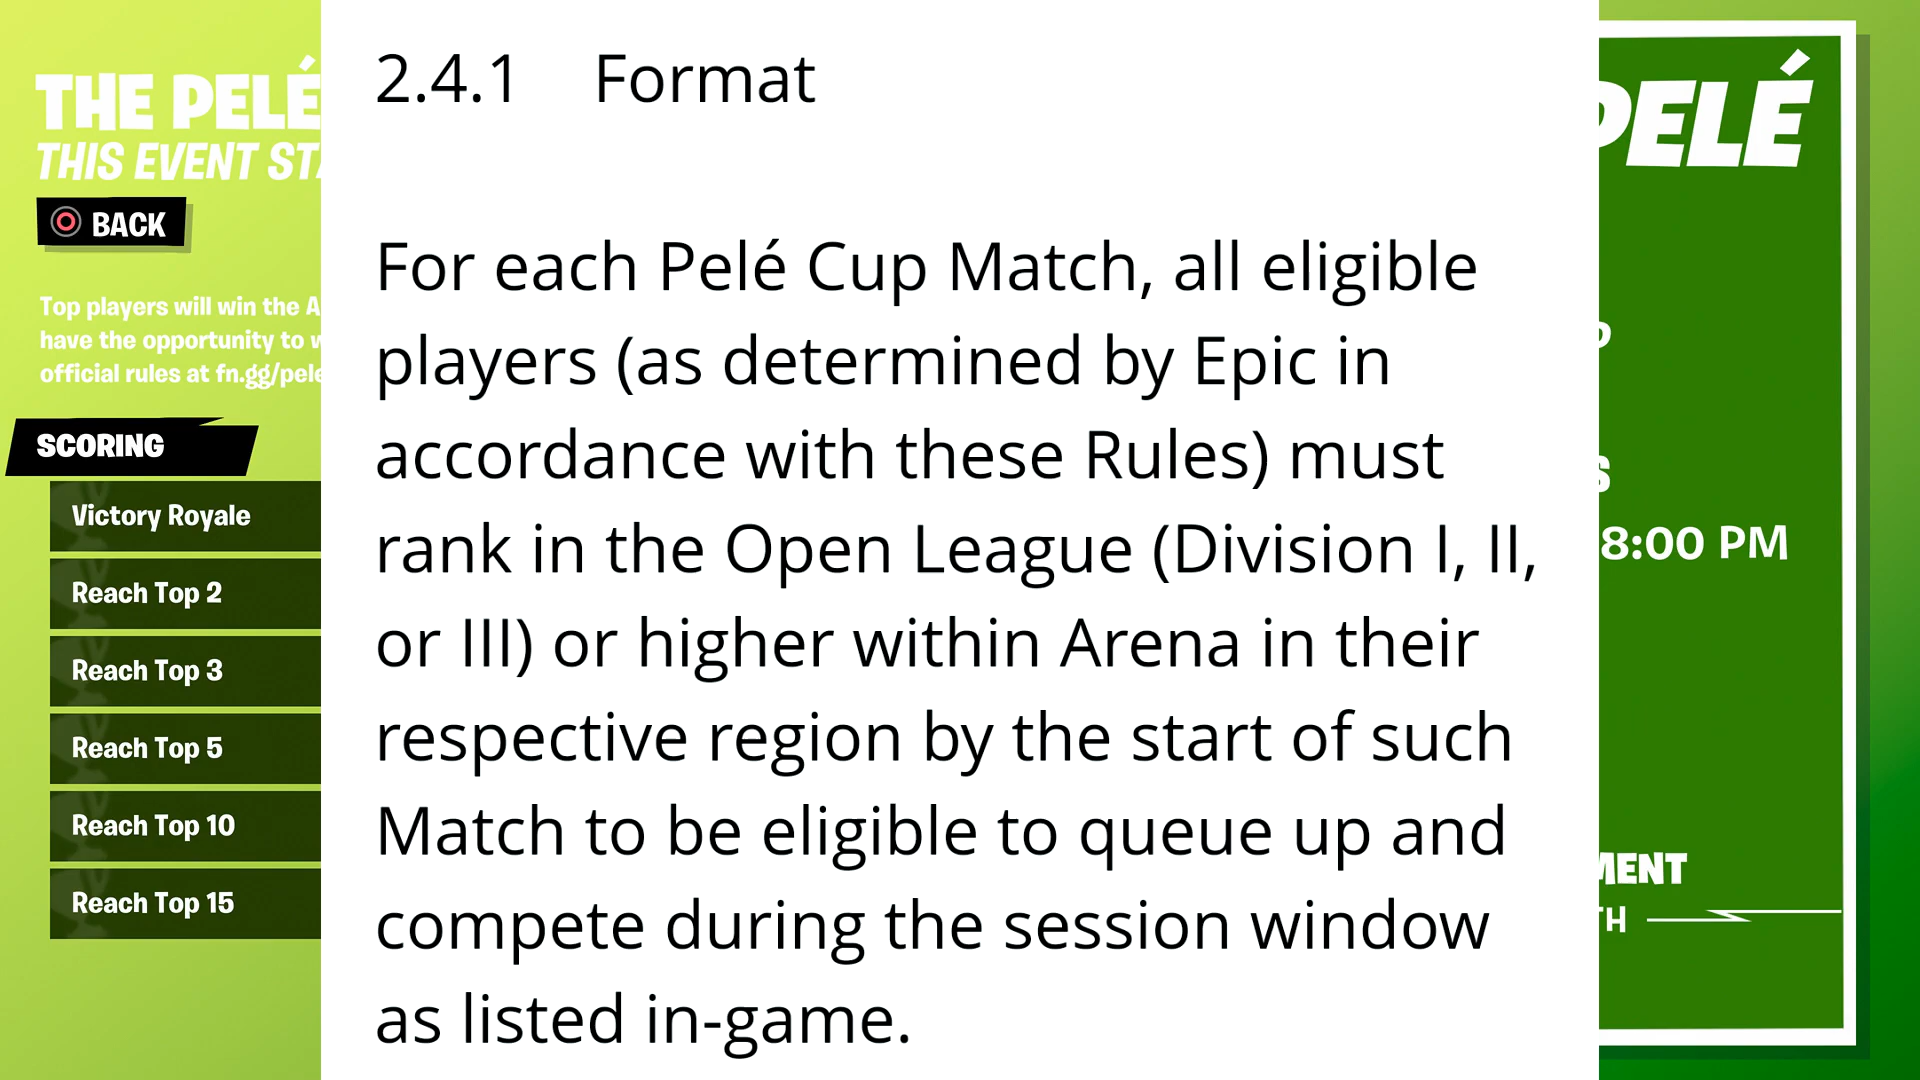 THE PELÉ
THIS EVENT
BACK
Top players will win the
have the opportunity to
official rules at fn.gg/pele
SCORING
Victory Royale
Reach Top 2
Reach Top 3
Reach Top 5
Reach Top 10
Reach Top 15
2.4.1 Format
For each Pelé Cup Match, all eligible
players (as determined by Epic in
accordance with these Rules) must
rank in the Open League (Division I, II,
or III) or higher within Arena in their
respective region by the start of such
Match to be eligible to queue up and
compete during the session window
as listed in-game.
PELÉ
8:00 PM